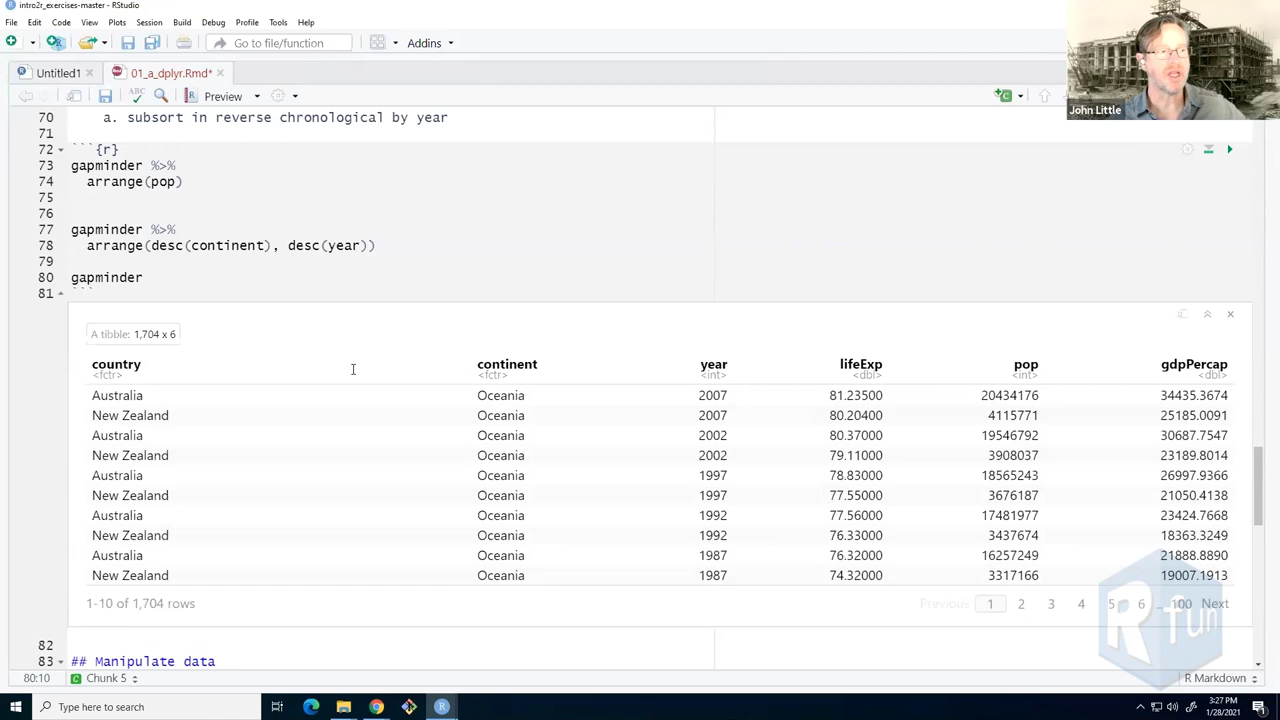 intro2r_exercises-master - RStudio
File Edit Code View Plots Session Build Debug Profile Tools Help
Go to file/function Addins
Untitled1 01_a_dplyr.Rmd*
ABC Preview
John Little
70 a. subsort in reverse chronological by year
71
72 ```{r}
73 gapminder %>%
74 arrange(pop)
75
76
77 gapminder %>%
78 arrange(desc(continent), desc(year))
79
80 gapminder
81 ```
A tibble: 1,704 x 6
country continent year lifeExp pop gdpPercap
<fctr> <fctr> <int> <dbl> <int> <dbl>
Australia Oceania 2007 81.23500 20434176 34435.3674
New Zealand Oceania 2007 80.20400 4115771 25185.0091
Australia Oceania 2002 80.37000 19546792 30687.7547
New Zealand Oceania 2002 79.11000 3908037 23189.8014
Australia Oceania 1997 78.83000 18565243 26997.9366
New Zealand Oceania 1997 77.55000 3676187 21050.4138
Australia Oceania 1992 77.56000 17481977 23424.7668
New Zealand Oceania 1992 76.33000 3437674 18363.3249
Australia Oceania 1987 76.32000 16257249 21888.8890
New Zealand Oceania 1987 74.32000 3317166 19007.1913
1-10 of 1,704 rows Previous 1 2 3 4 5 6 ... 100 Next
R fun
82
83 ## Manipulate data
80:10 Chunk 5 R Markdown
Type here to search 3:27 PM
1/28/2021